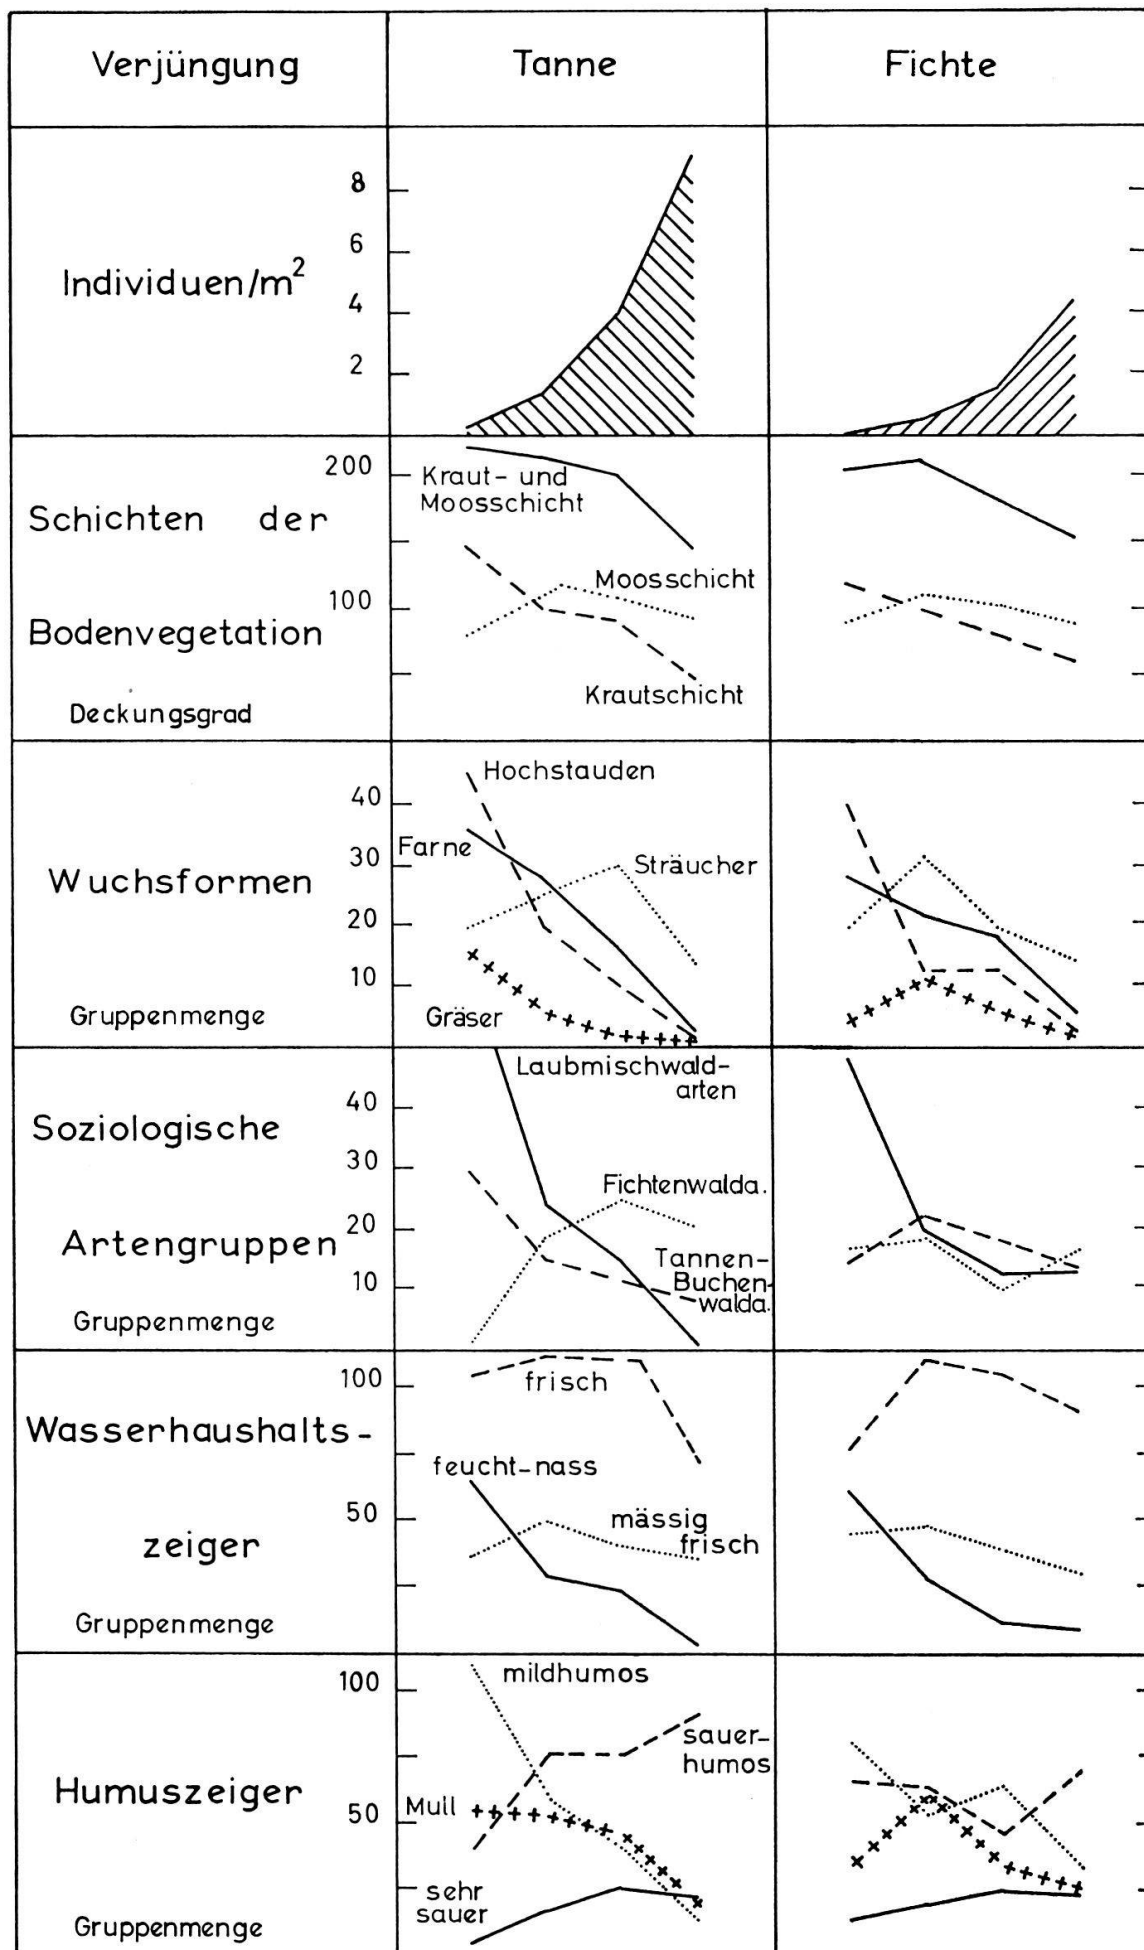 Verjüngung Tanne Fichte
8
6
Individuen/m²
4
2
200
Kraut- und
Moosschicht
Schichten der
Moosschicht
100
Bodenvegetation
Krautschicht
Deckungsgrad
Hochstauden
40
Farne
30
Sträucher
Wuchsformen
20
10
Gräser
Gruppenmenge
Laubmischwald-
arten
40
Soziologische
30
Fichtenwalda.
20
Artengruppen
Tannen-
Buchen-
walda.
10
Gruppenmenge
100
frisch
Wasserhaushalts-
feucht-nass
50
mässig
frisch
zeiger
Gruppenmenge
100
mildhumos
sauer-
humos
Humuszeiger
Mull
50
sehr
sauer
Gruppenmenge